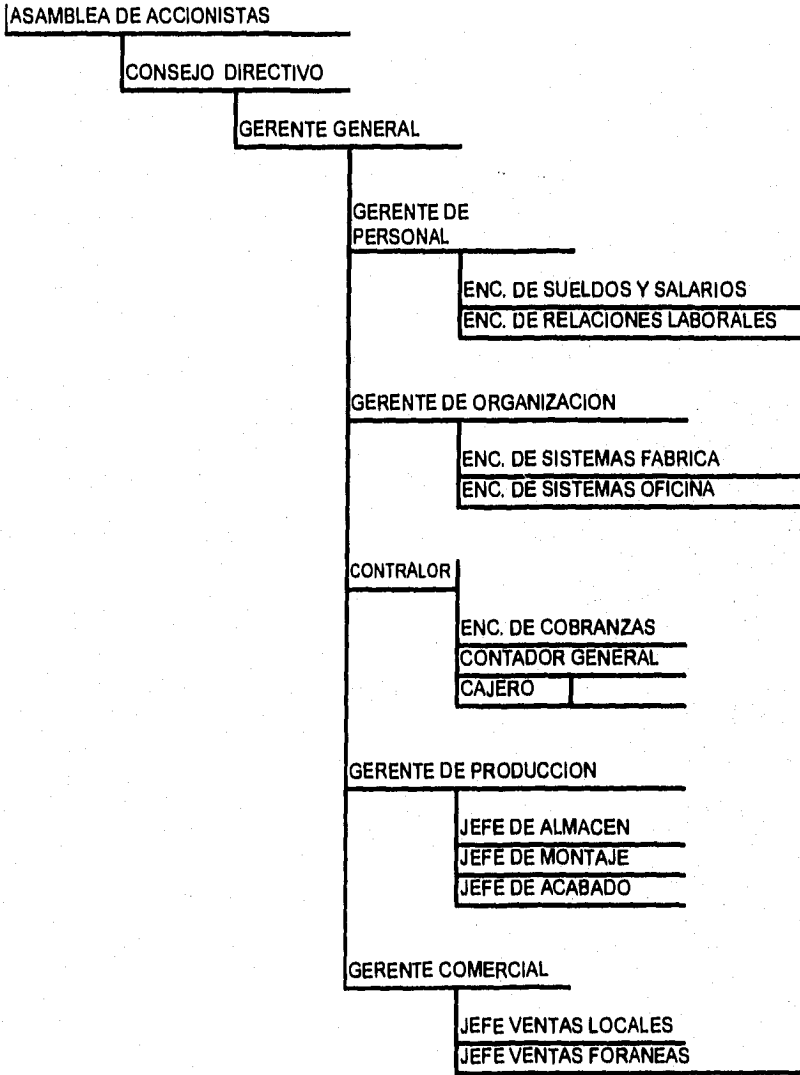 ASAMBLEA DE ACCIONISTAS
CONSEJO DIRECTIVO
GERENTE GENERAL
GERENTE DE
PERSONAL
ENC. DE SUELDOS Y SALARIOS
ENC. DE RELACIONES LABORALES
GERENTE DE ORGANIZACION
ENC. DE SISTEMAS FABRICA
ENC. DE SISTEMAS OFICINA
CONTRALOR
ENC. DE COBRANZAS
CONTADOR GENERAL
CAJERO
GERENTE DE PRODUCCION
JEFE DE ALMACEN
JEFE DE MONTAJE
JEFE DE ACABADO
GERENTE COMERCIAL
JEFE VENTAS LOCALES
JEFE VENTAS FORANEAS